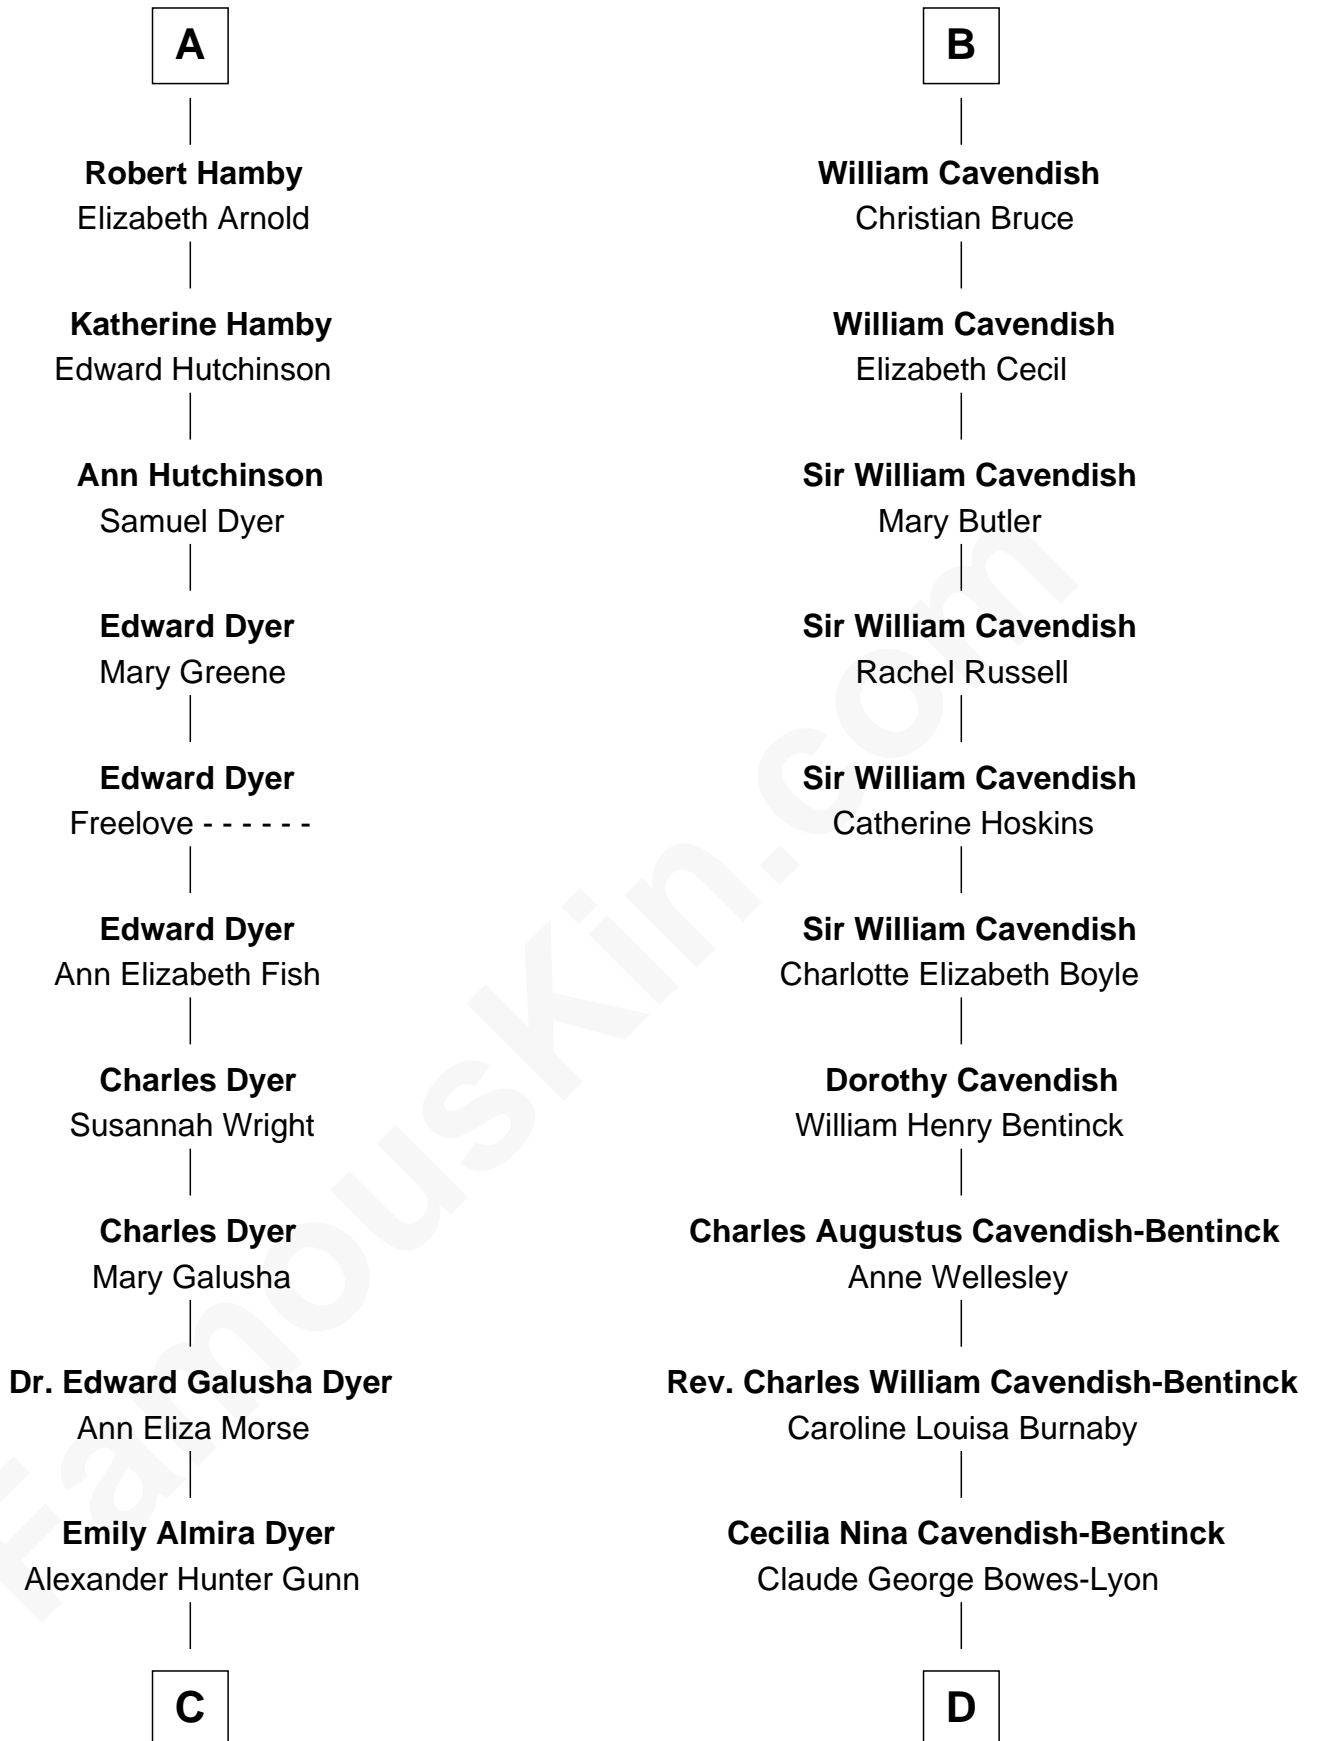 A
Robert Hamby
Elizabeth Arnold
Katherine Hamby
Edward Hutchinson
Ann Hutchinson
Samuel Dyer
Edward Dyer
Mary Greene
Edward Dyer
Freelove - - - - - -
Edward Dyer
Ann Elizabeth Fish
Charles Dyer
Susannah Wright
Charles Dyer
Mary Galusha
Dr. Edward Galusha Dyer
Ann Eliza Morse
Emily Almira Dyer
Alexander Hunter Gunn
C
B
William Cavendish
Christian Bruce
William Cavendish
Elizabeth Cecil
Sir William Cavendish
Mary Butler
Sir William Cavendish
Rachel Russell
Sir William Cavendish
Catherine Hoskins
Sir William Cavendish
Charlotte Elizabeth Boyle
Dorothy Cavendish
William Henry Bentinck
Charles Augustus Cavendish-Bentinck
Anne Wellesley
Rev. Charles William Cavendish-Bentinck
Caroline Louisa Burnaby
Cecilia Nina Cavendish-Bentinck
Claude George Bowes-Lyon
D
FamousKin.com